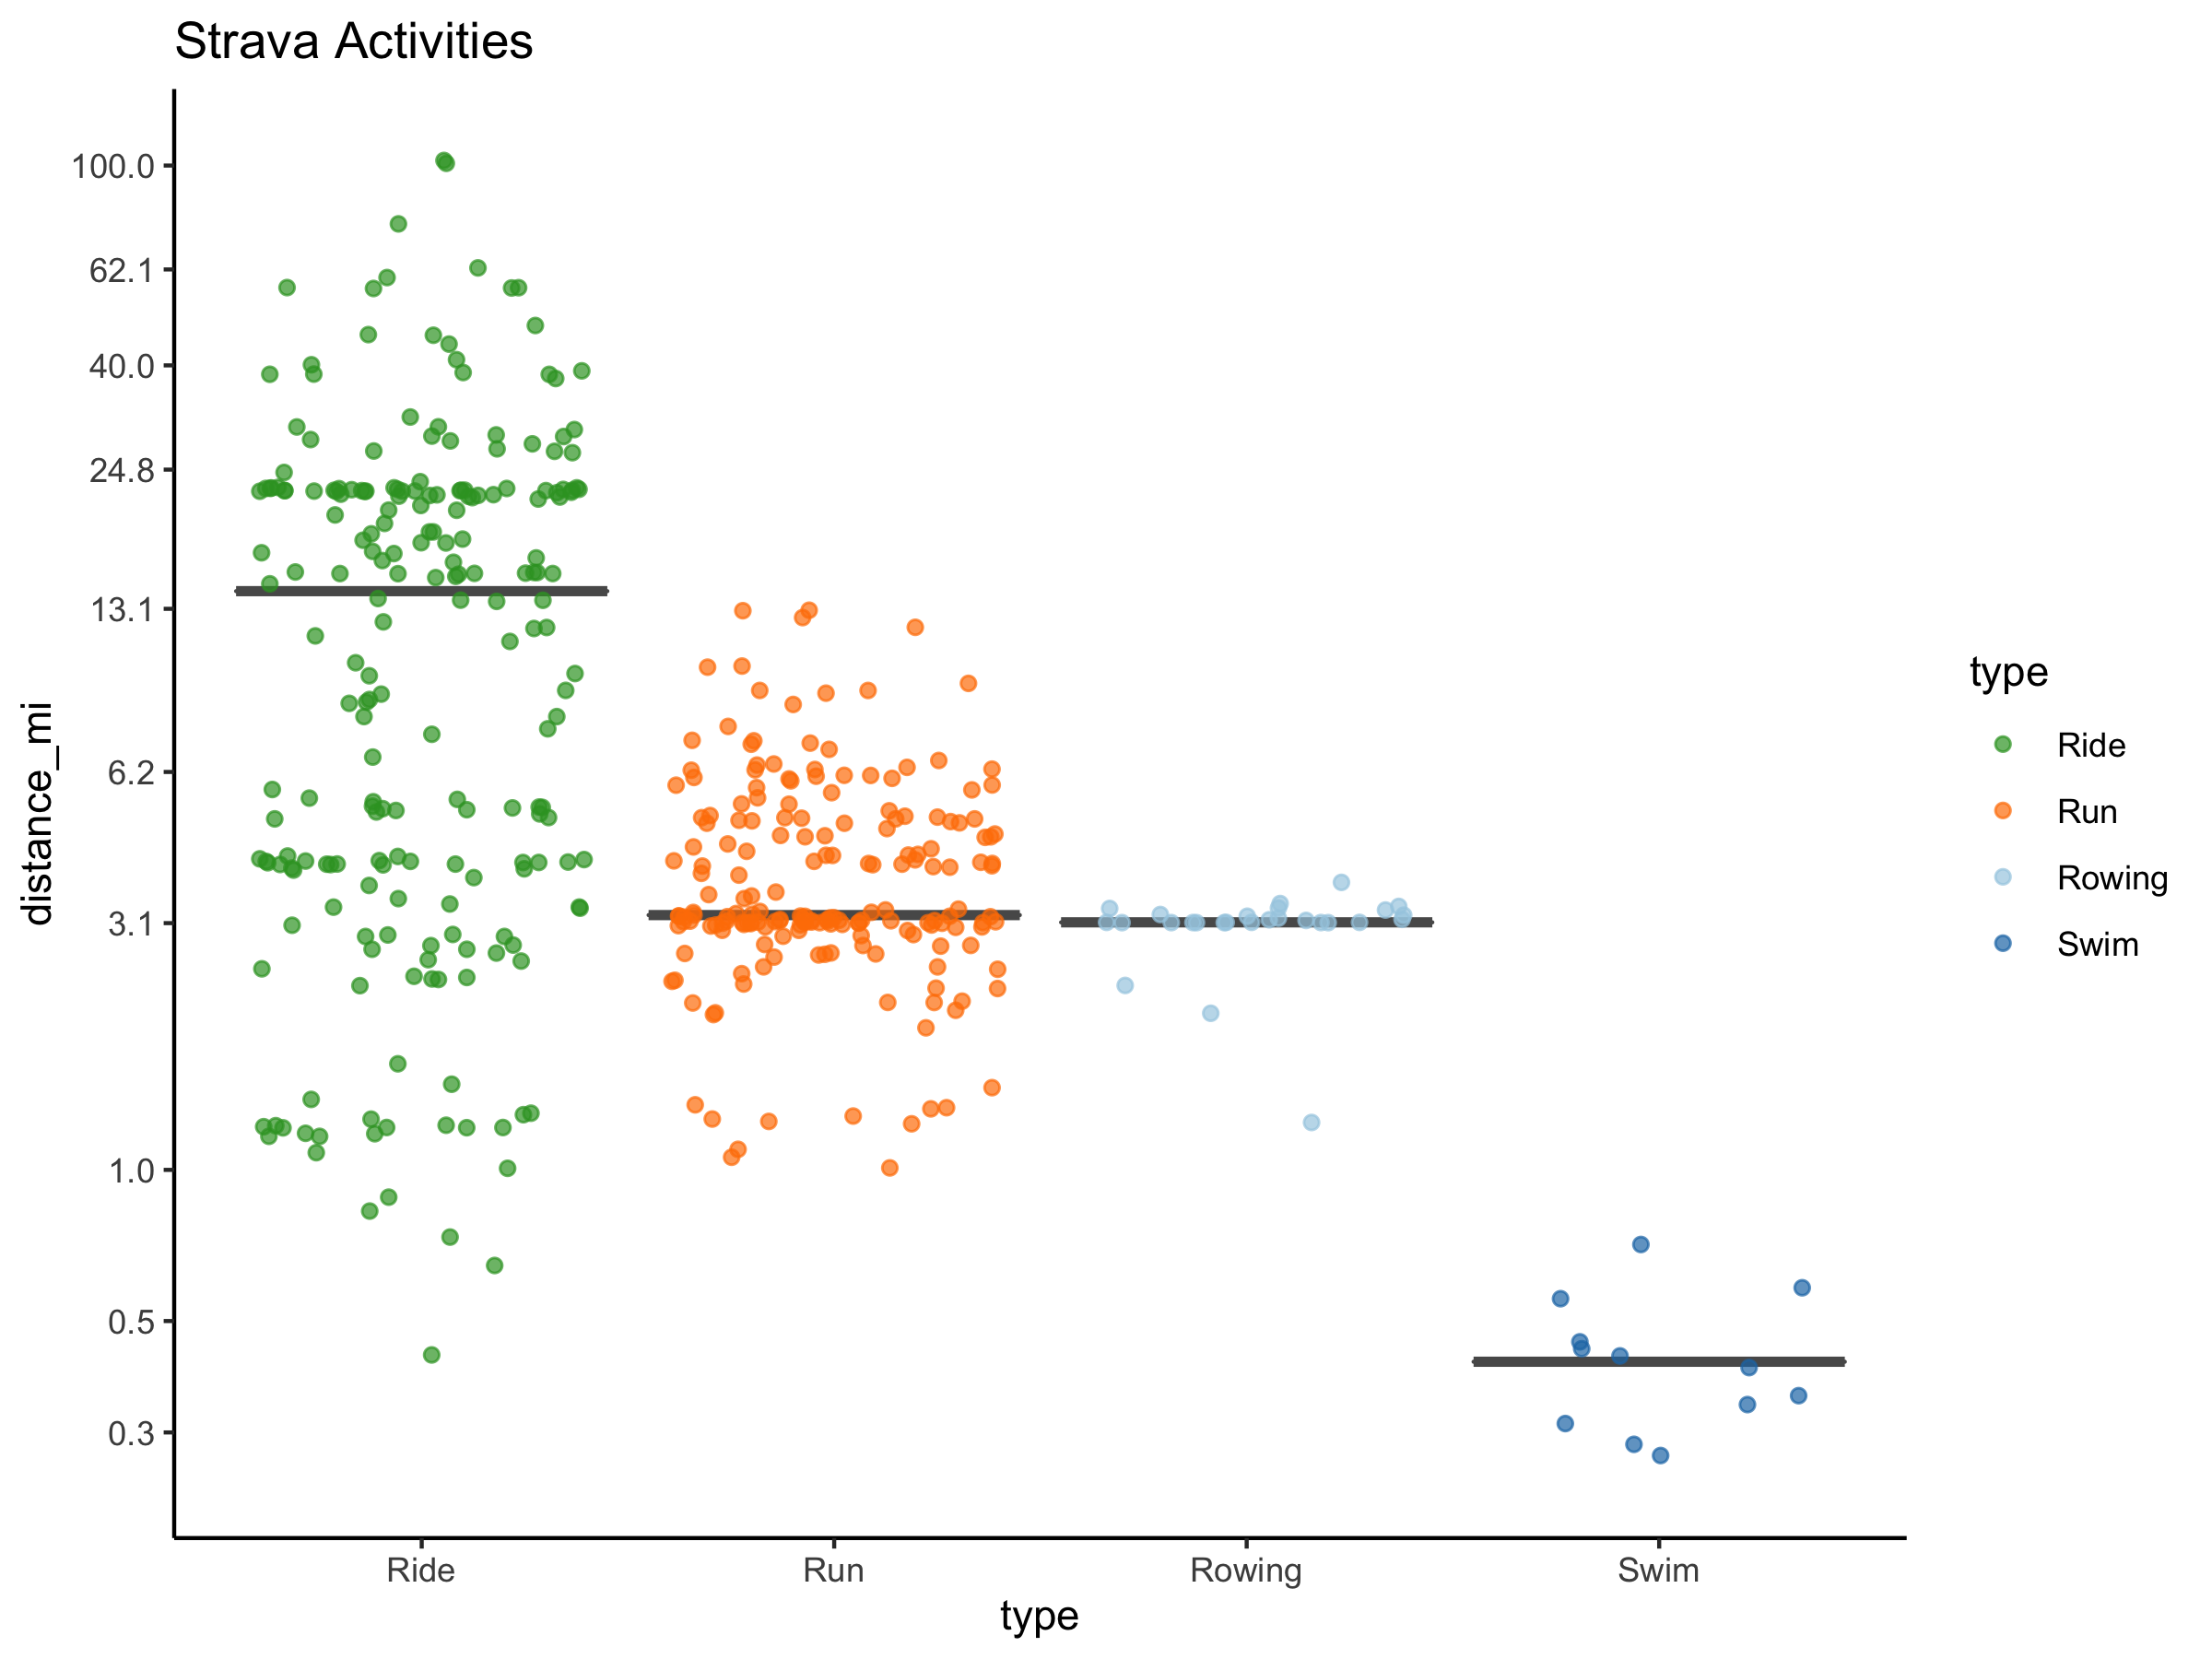 Strava Activities
distance_mi
100.0
62.1
40.0
24.8
13.1
6.2
3.1
1.0
0.5
0.3
Ride
Run
Rowing
Swim
type
type
Ride
Run
Rowing
Swim